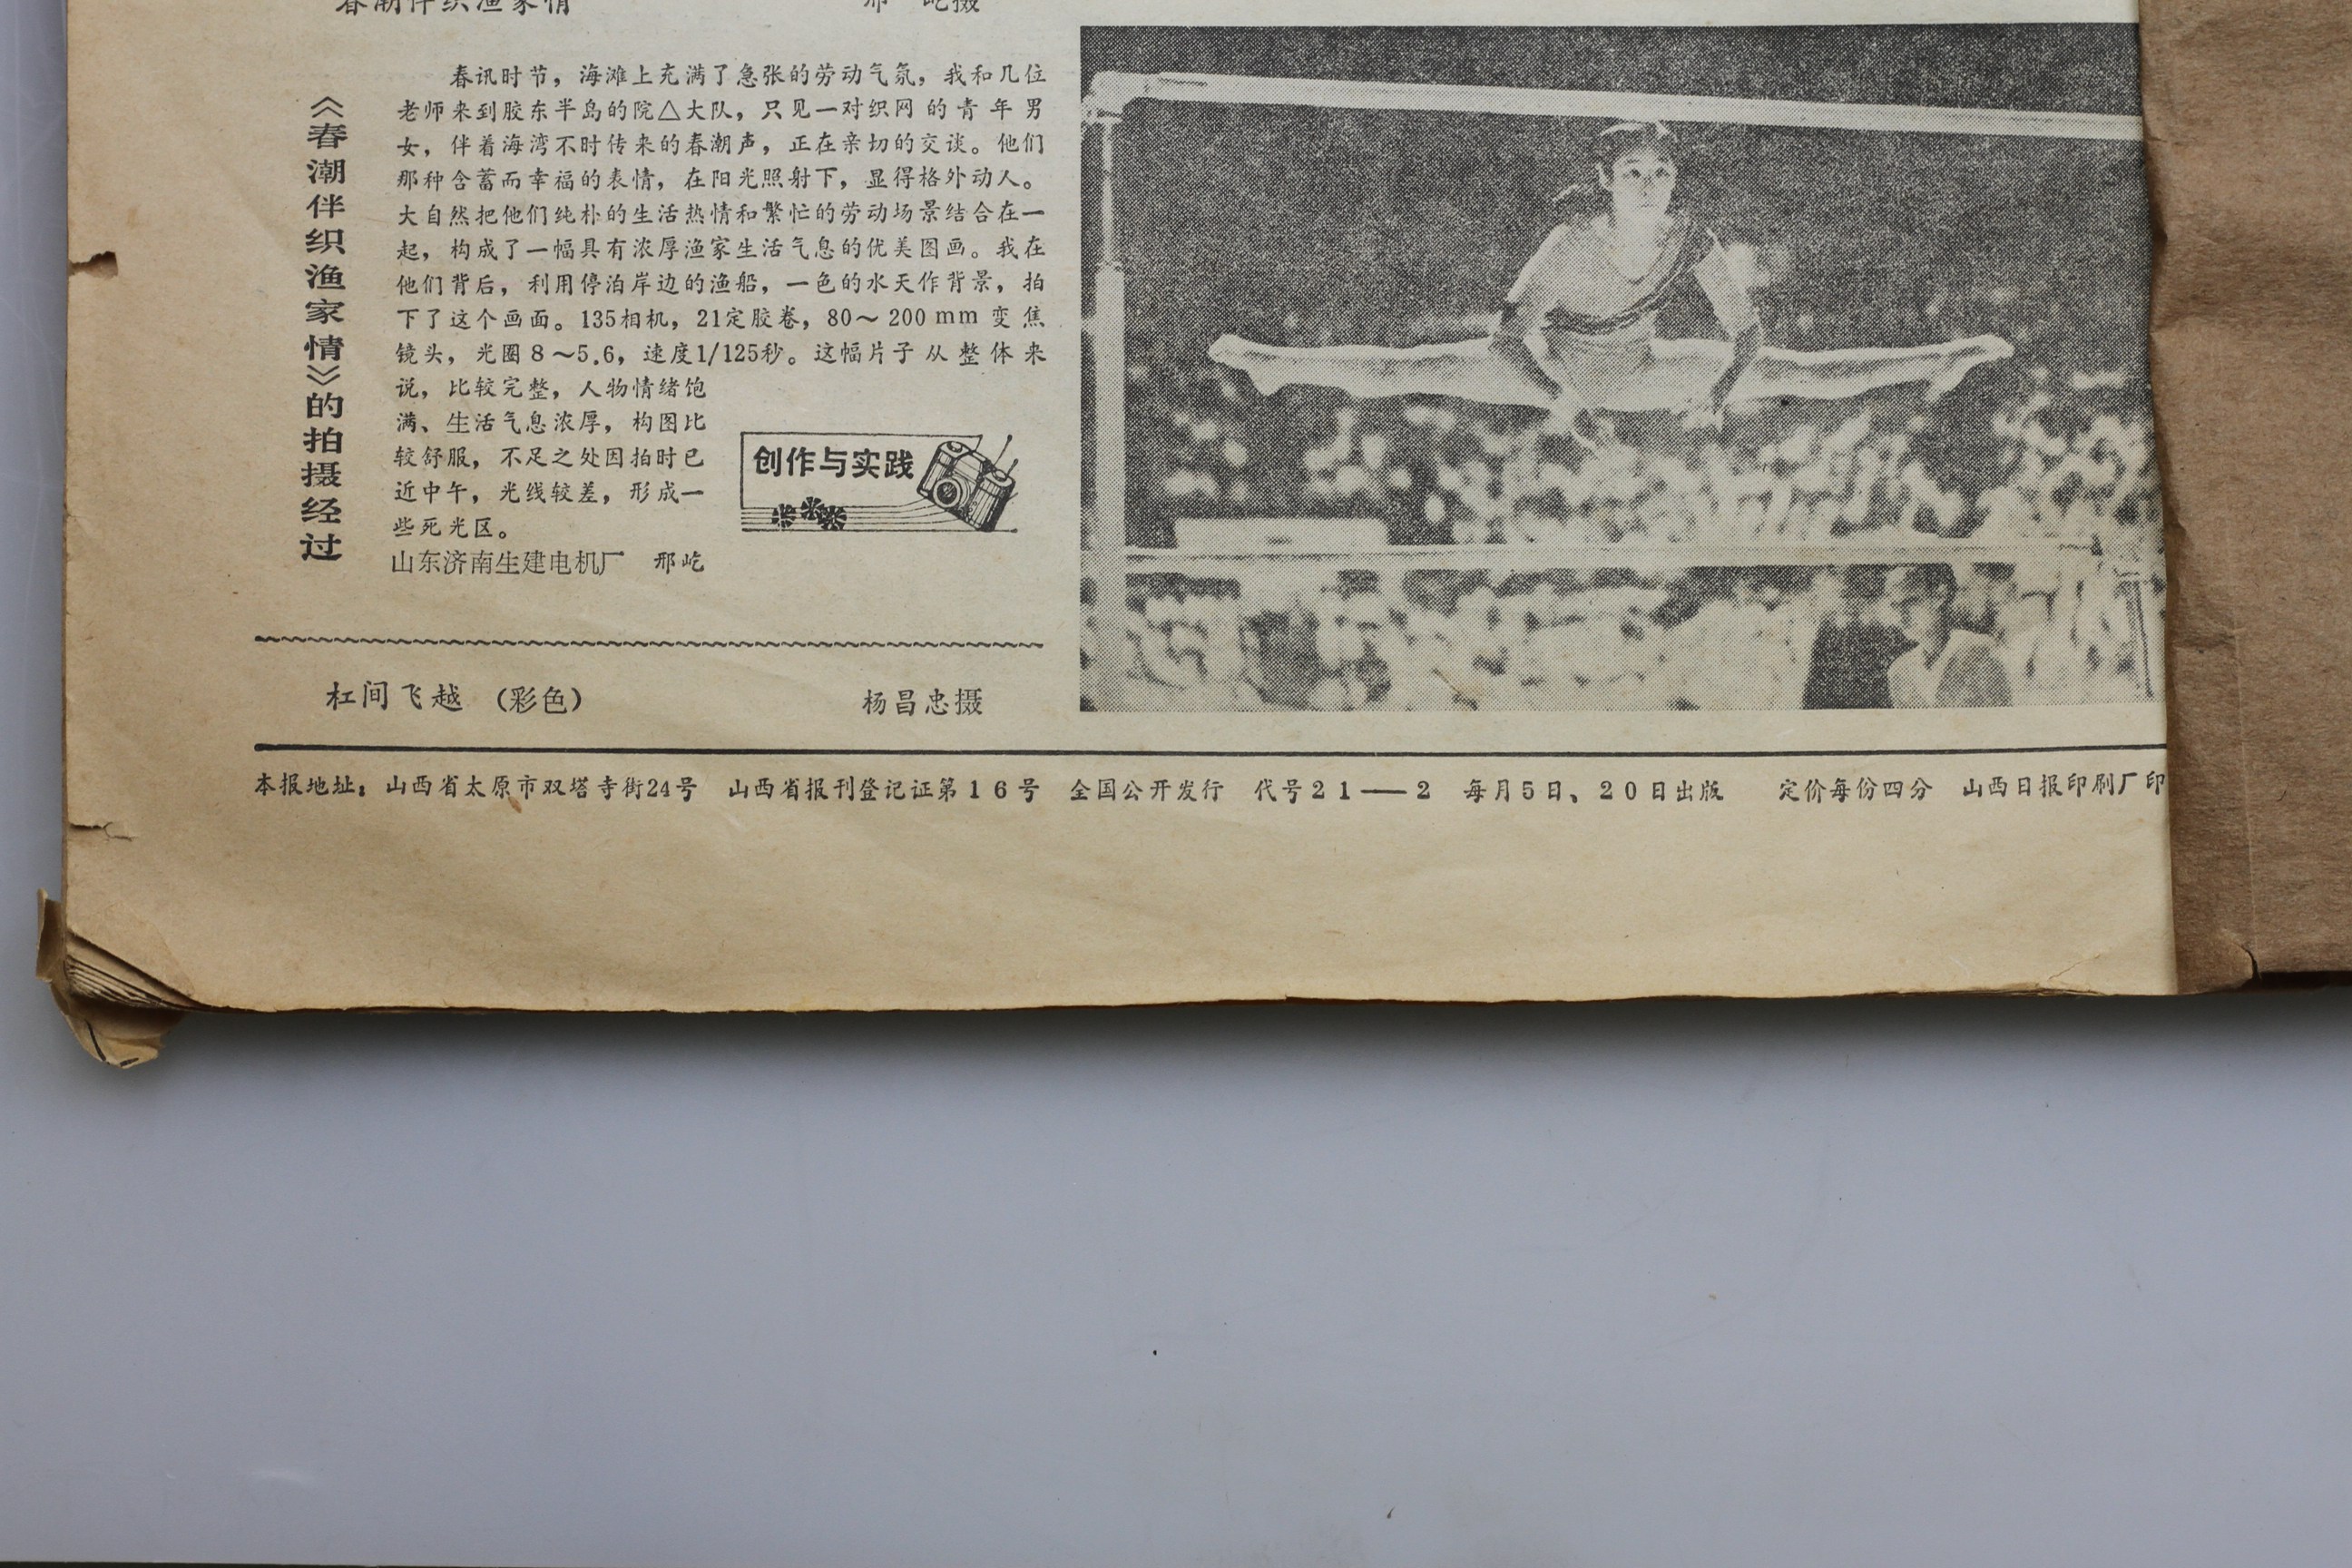 春潮伴织渔家情 邢 屹摄
《春潮伴织渔家情》的拍摄经过
春讯时节，海滩上充满了急张的劳动气氛，我和几位
老师来到胶东半岛的院△大队，只见一对织网的青年男
女，伴着海湾不时传来的春潮声，正在亲切的交谈。他们
那种含蓄而幸福的表情，在阳光照射下，显得格外动人。
大自然把他们纯朴的生活热情和繁忙的劳动场景结合在一
起，构成了一幅具有浓厚渔家生活气息的优美图画。我在
他们背后，利用停泊岸边的渔船，一色的水天作背景，拍
下了这个画面。135相机，21定胶卷，80～200mm变焦
镜头，光圈8～5.6，速度1/125秒。这幅片子从整体来
说，比较完整，人物情绪饱
满、生活气息浓厚，构图比
较舒服，不足之处因拍时已
近中午，光线较差，形成一
些死光区。
山东济南生建电机厂 邢屹
创作与实践
杠间飞越（彩色） 杨昌忠摄
本报地址：山西省太原市双塔寺街24号 山西省报刊登记证第16号 全国公开发行 代号21——2 每月5日、20日出版 定价每份四分 山西日报印刷厂印